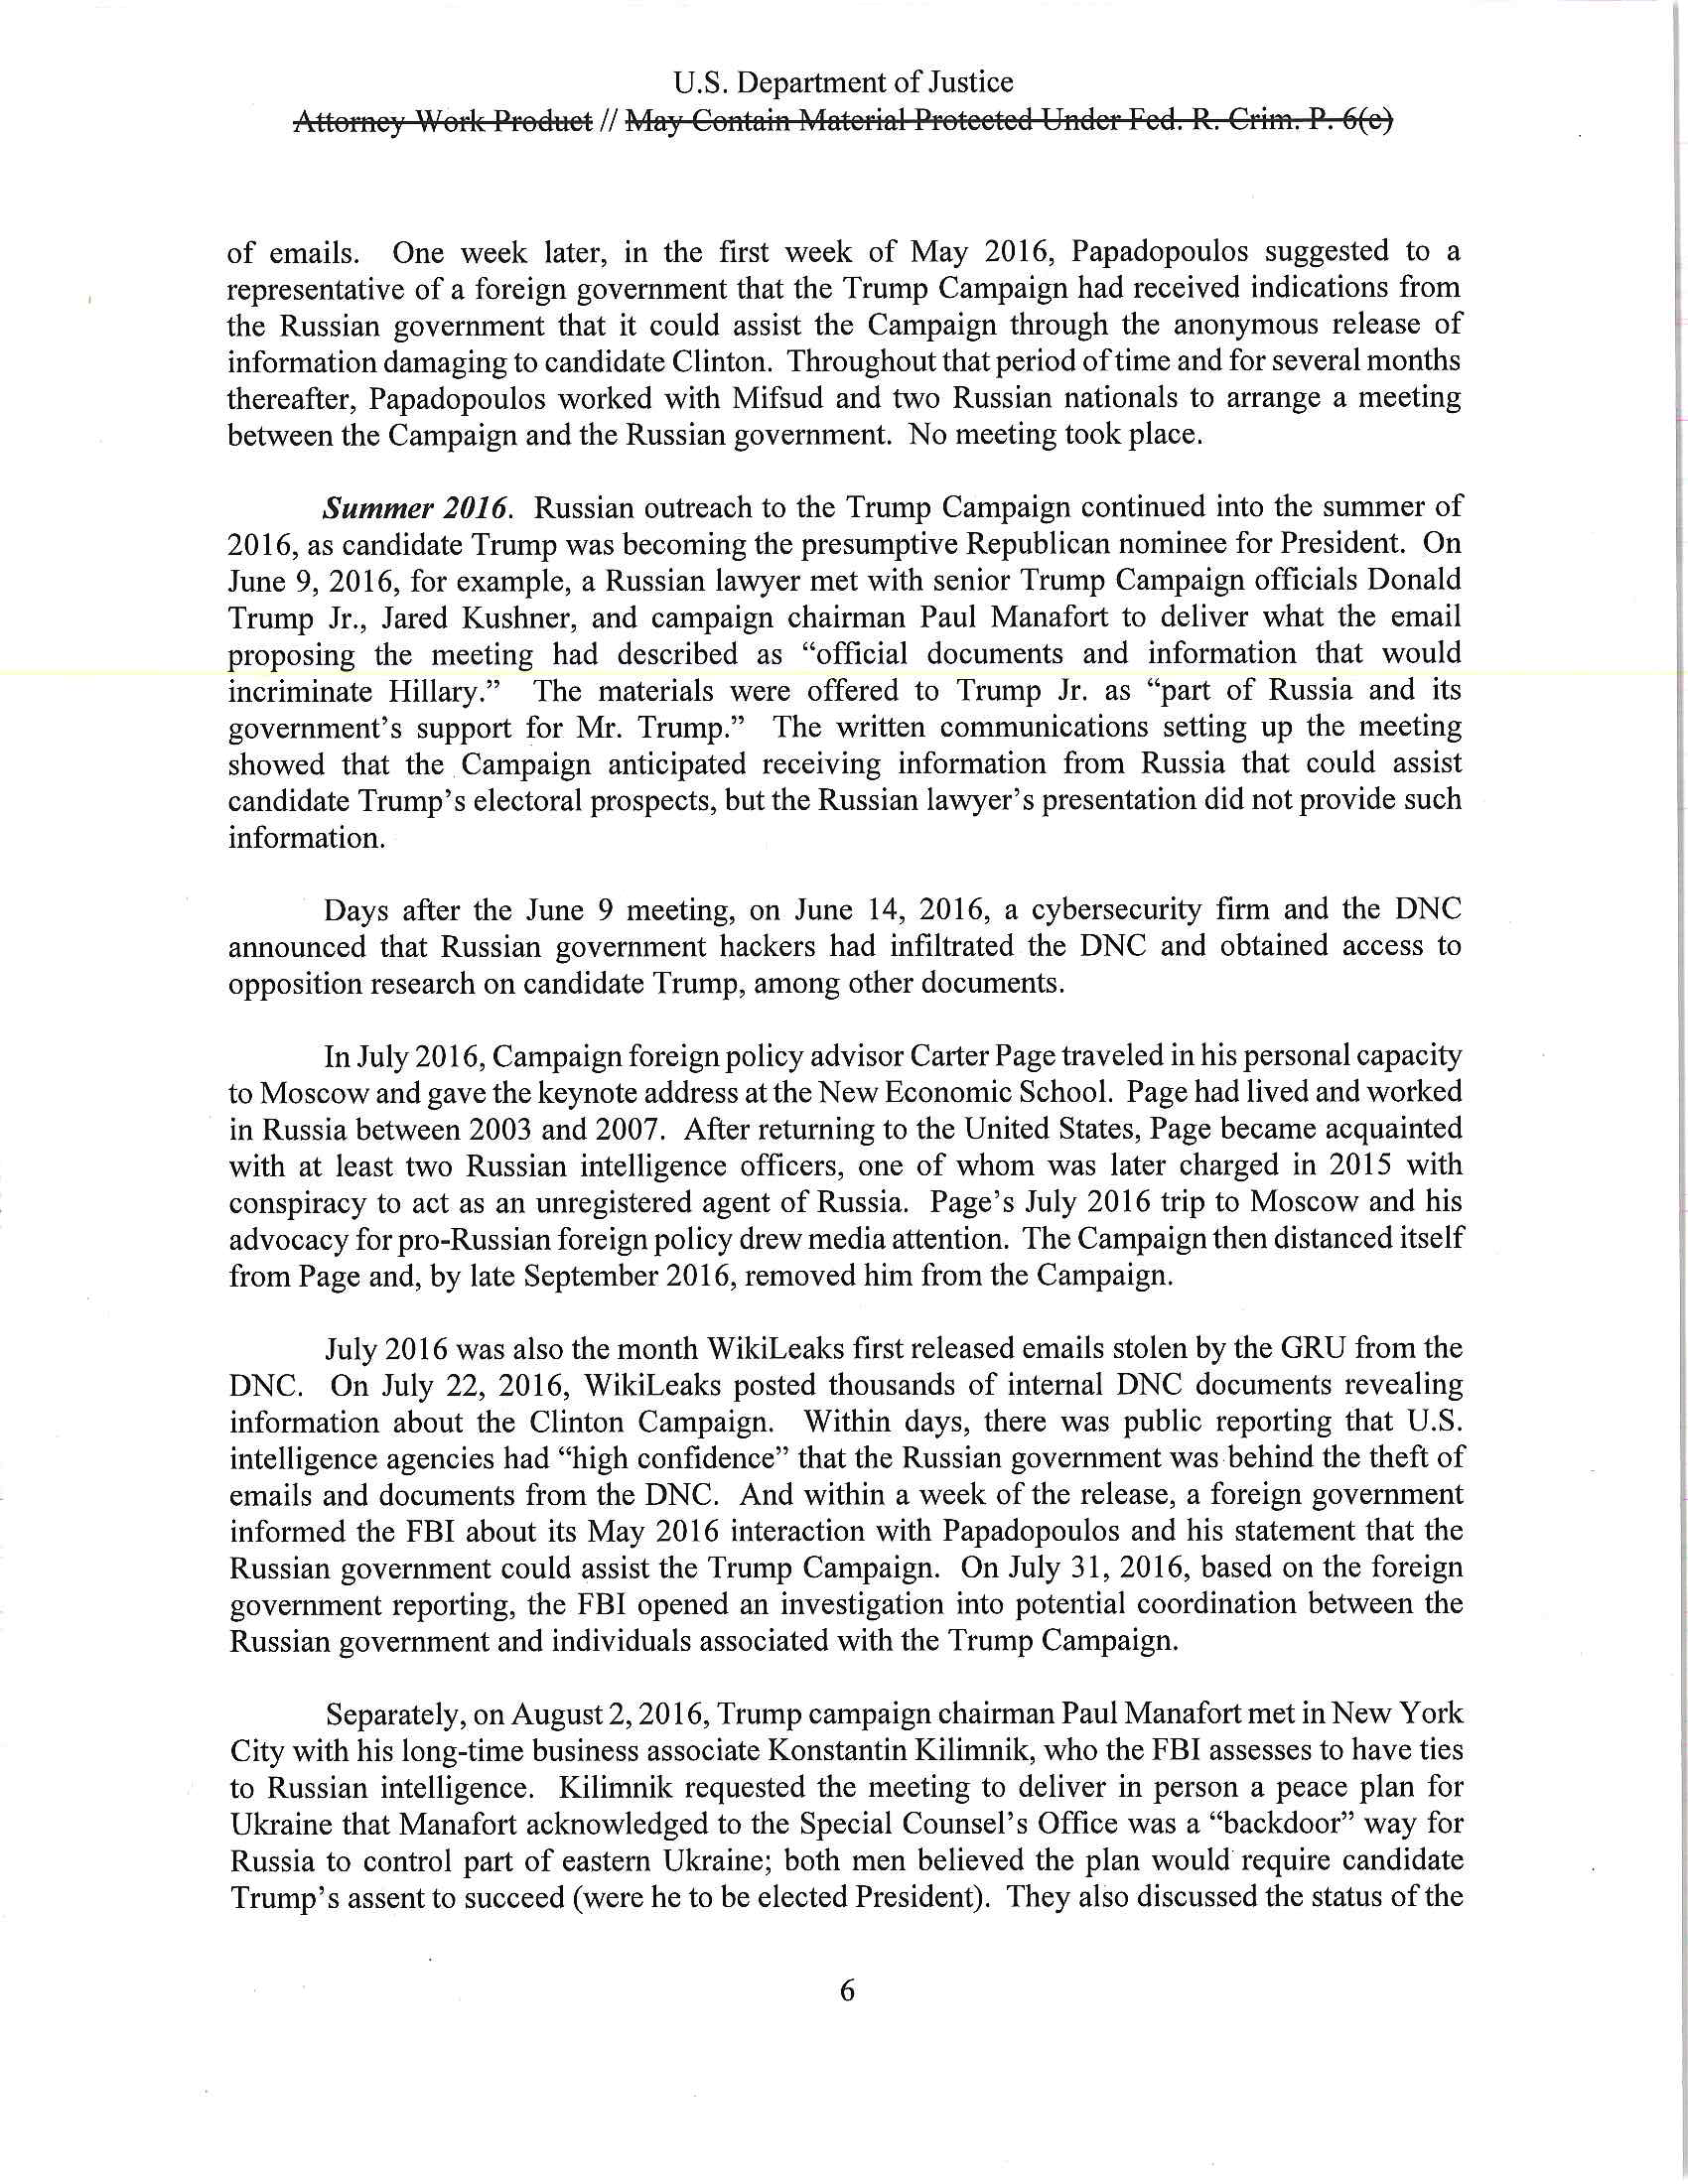 U.S. Department of Justice
Attorney Work Product // May Contain Material Protected Under Fed. R. Crim. P. 6(e)
of emails. One week later, in the first week of May 2016, Papadopoulos suggested to a
representative of a foreign government that the Trump Campaign had received indications from
the Russian government that it could assist the Campaign through the anonymous release of
information damaging to candidate Clinton. Throughout that period of time and for several months
thereafter, Papadopoulos worked with Mifsud and two Russian nationals to arrange a meeting
between the Campaign and the Russian government. No meeting took place.
Summer 2016. Russian outreach to the Trump Campaign continued into the summer of
2016, as candidate Trump was becoming the presumptive Republican nominee for President. On
June 9, 2016, for example, a Russian lawyer met with senior Trump Campaign officials Donald
Trump Jr., Jared Kushner, and campaign chairman Paul Manafort to deliver what the email
proposing the meeting had described as “official documents and information that would
incriminate Hillary.” The materials were offered to Trump Jr. as “part of Russia and its
government’s support for Mr. Trump.” The written communications setting up the meeting
showed that the Campaign anticipated receiving information from Russia that could assist
candidate Trump’s electoral prospects, but the Russian lawyer’s presentation did not provide such
information.
Days after the June 9 meeting, on June 14, 2016, a cybersecurity firm and the DNC
announced that Russian government hackers had infiltrated the DNC and obtained access to
opposition research on candidate Trump, among other documents.
In July 2016, Campaign foreign policy advisor Carter Page traveled in his personal capacity
to Moscow and gave the keynote address at the New Economic School. Page had lived and worked
in Russia between 2003 and 2007. After returning to the United States, Page became acquainted
with at least two Russian intelligence officers, one of whom was later charged in 2015 with
conspiracy to act as an unregistered agent of Russia. Page’s July 2016 trip to Moscow and his
advocacy for pro-Russian foreign policy drew media attention. The Campaign then distanced itself
from Page and, by late September 2016, removed him from the Campaign.
July 2016 was also the month WikiLeaks first released emails stolen by the GRU from the
DNC. On July 22, 2016, WikiLeaks posted thousands of internal DNC documents revealing
information about the Clinton Campaign. Within days, there was public reporting that U.S.
intelligence agencies had “high confidence” that the Russian government was behind the theft of
emails and documents from the DNC. And within a week of the release, a foreign government
informed the FBI about its May 2016 interaction with Papadopoulos and his statement that the
Russian government could assist the Trump Campaign. On July 31, 2016, based on the foreign
government reporting, the FBI opened an investigation into potential coordination between the
Russian government and individuals associated with the Trump Campaign.
Separately, on August 2, 2016, Trump campaign chairman Paul Manafort met in New York
City with his long-time business associate Konstantin Kilimnik, who the FBI assesses to have ties
to Russian intelligence. Kilimnik requested the meeting to deliver in person a peace plan for
Ukraine that Manafort acknowledged to the Special Counsel’s Office was a “backdoor” way for
Russia to control part of eastern Ukraine; both men believed the plan would require candidate
Trump’s assent to succeed (were he to be elected President). They also discussed the status of the
6